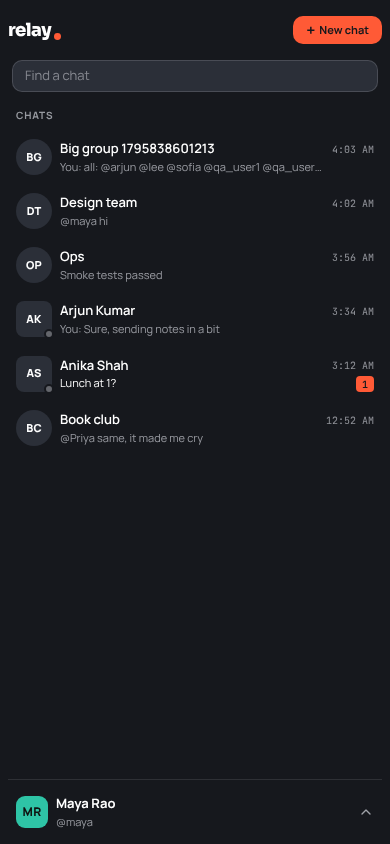 relay.
+ New chat
Find a chat
CHATS
BG
Big group 1795838601213
4:03 AM
You: all: @arjun @lee @sofia @qa_user1 @qa_user…
DT
Design team
4:02 AM
@maya hi
OP
Ops
3:56 AM
Smoke tests passed
AK
Arjun Kumar
3:34 AM
You: Sure, sending notes in a bit
AS
Anika Shah
3:12 AM
Lunch at 1?
1
BC
Book club
12:52 AM
@Priya same, it made me cry
MR
Maya Rao
@maya